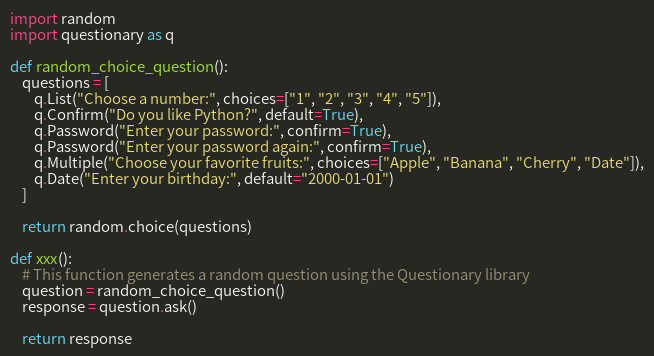 import random
import questionary as q

def random_choice_question():
    questions = [
        q.List("Choose a number:", choices=["1", "2", "3", "4", "5"]),
        q.Confirm("Do you like Python?", default=True),
        q.Password("Enter your password:", confirm=True),
        q.Password("Enter your password again:", confirm=True),
        q.Multiple("Choose your favorite fruits:", choices=["Apple", "Banana", "Cherry", "Date"]),
        q.Date("Enter your birthday:", default="2000-01-01")
    ]

    return random.choice(questions)

def xxx():
    # This function generates a random question using the Questionary library
    question = random_choice_question()
    response = question.ask()

    return response